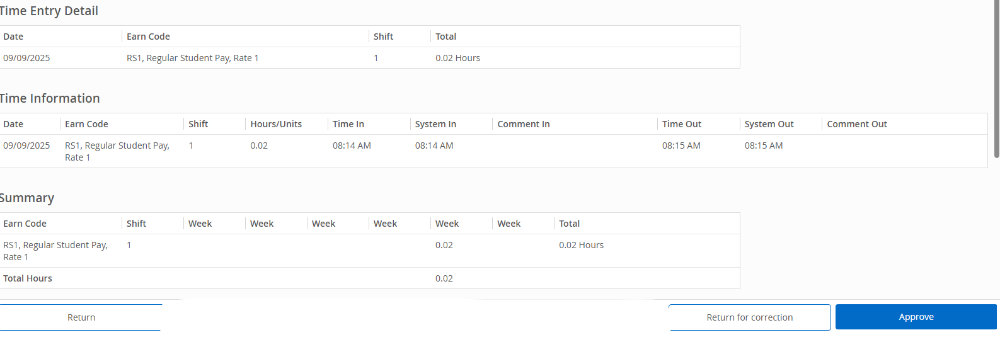 Time Entry Detail
Date Earn Code Shift Total
09/09/2025 RS1, Regular Student Pay, Rate 1 1 0.02 Hours
Time Information
Date Earn Code Shift Hours/Units Time In System In Comment In Time Out System Out Comment Out
09/09/2025 RS1, Regular Student Pay, 1 0.02 08:14 AM 08:14 AM 08:15 AM 08:15 AM
Rate 1
Summary
Earn Code Shift Week Week Week Week Week Week Total
RS1, Regular Student Pay, 1 0.02 0.02 Hours
Rate 1
Total Hours 0.02
Return Return for correction Approve